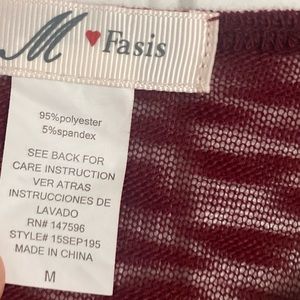 M Fasis
95%polyester
5%spandex
SEE BACK FOR
CARE INSTRUCTION
VER ATRAS
INSTRUCCIONES DE
LAVADO
RN# 147596
STYLE# 15SEP195
MADE IN CHINA
M